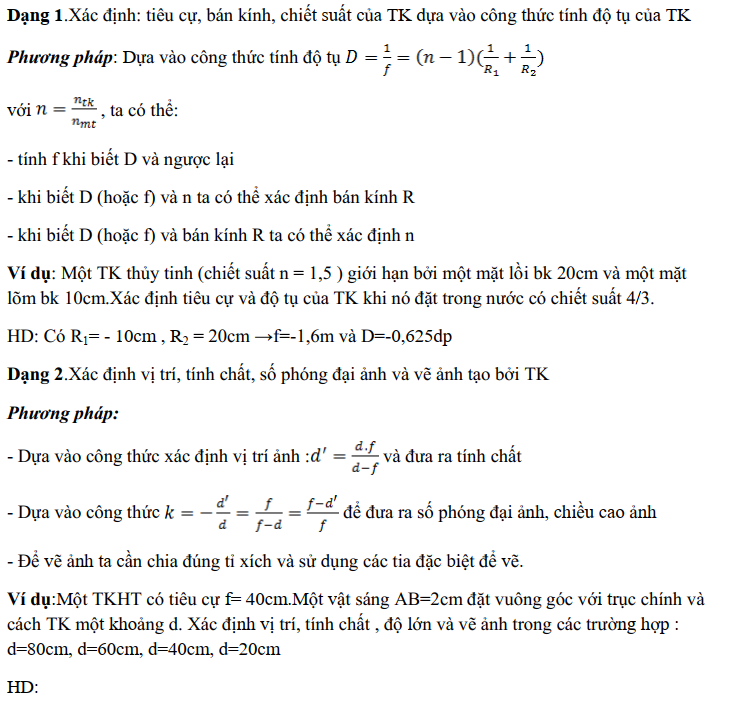 Dạng 1.Xác định: tiêu cự, bán kính, chiết suất của TK dựa vào công thức tính độ tụ của TK
Phương pháp: Dựa vào công thức tính độ tụ D = 1/f = (n − 1)(1/R₁ + 1/R₂)
với n = n_tk/n_mt , ta có thể:
- tính f khi biết D và ngược lại
- khi biết D (hoặc f) và n ta có thể xác định bán kính R
- khi biết D (hoặc f) và bán kính R ta có thể xác định n
Ví dụ: Một TK thủy tinh (chiết suất n = 1,5 ) giới hạn bởi một mặt lồi bk 20cm và một mặt
lõm bk 10cm.Xác định tiêu cự và độ tụ của TK khi nó đặt trong nước có chiết suất 4/3.
HD: Có R₁= - 10cm , R₂ = 20cm →f=-1,6m và D=-0,625dp
Dạng 2.Xác định vị trí, tính chất, số phóng đại ảnh và vẽ ảnh tạo bởi TK
Phương pháp:
- Dựa vào công thức xác định vị trí ảnh :d′ = d.f/(d−f) và đưa ra tính chất
- Dựa vào công thức k = −d′/d = f/(f−d) = (f−d′)/f để đưa ra số phóng đại ảnh, chiều cao ảnh
- Để vẽ ảnh ta cần chia đúng tỉ xích và sử dụng các tia đặc biệt để vẽ.
Ví dụ:Một TKHT có tiêu cự f= 40cm.Một vật sáng AB=2cm đặt vuông góc với trục chính và
cách TK một khoảng d. Xác định vị trí, tính chất , độ lớn và vẽ ảnh trong các trường hợp :
d=80cm, d=60cm, d=40cm, d=20cm
HD: